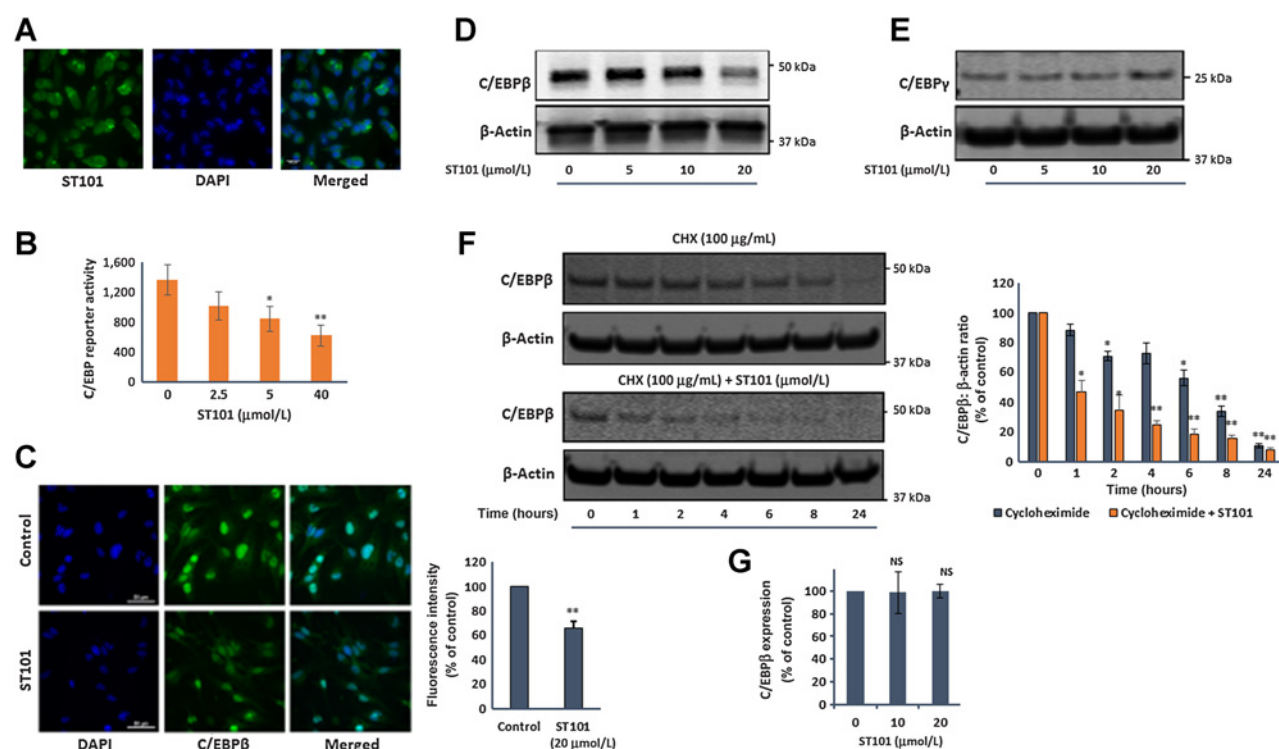 A
ST101 DAPI Merged
B
C/EBP reporter activity
1,600
1,200
800
400
0
*
**
0 2.5 5 40
ST101 (μmol/L)
C
Control
ST101
DAPI C/EBPβ Merged
Fluorescence intensity
(% of control)
120
100
80
60
40
20
0
**
Control ST101
(20 μmol/L)
D
C/EBPβ
50 kDa
β-Actin
37 kDa
ST101 (μmol/L) 0 5 10 20
E
C/EBPγ
25 kDa
β-Actin
37 kDa
ST101 (μmol/L) 0 5 10 20
F
CHX (100 μg/mL)
C/EBPβ
50 kDa
β-Actin
37 kDa
CHX (100 μg/mL) + ST101 (μmol/L)
C/EBPβ
50 kDa
β-Actin
37 kDa
Time (hours) 0 1 2 4 6 8 24
C/EBPβ: β-actin ratio
(% of control)
120
100
80
60
40
20
0
* * * ** * ** ** ** ** **
0 1 2 4 6 8 24
Time (hours)
Cycloheximide Cycloheximide + ST101
G
C/EBPβ expression
(% of control)
120
100
80
60
40
20
0
NS NS
0 10 20
ST101 (μmol/L)